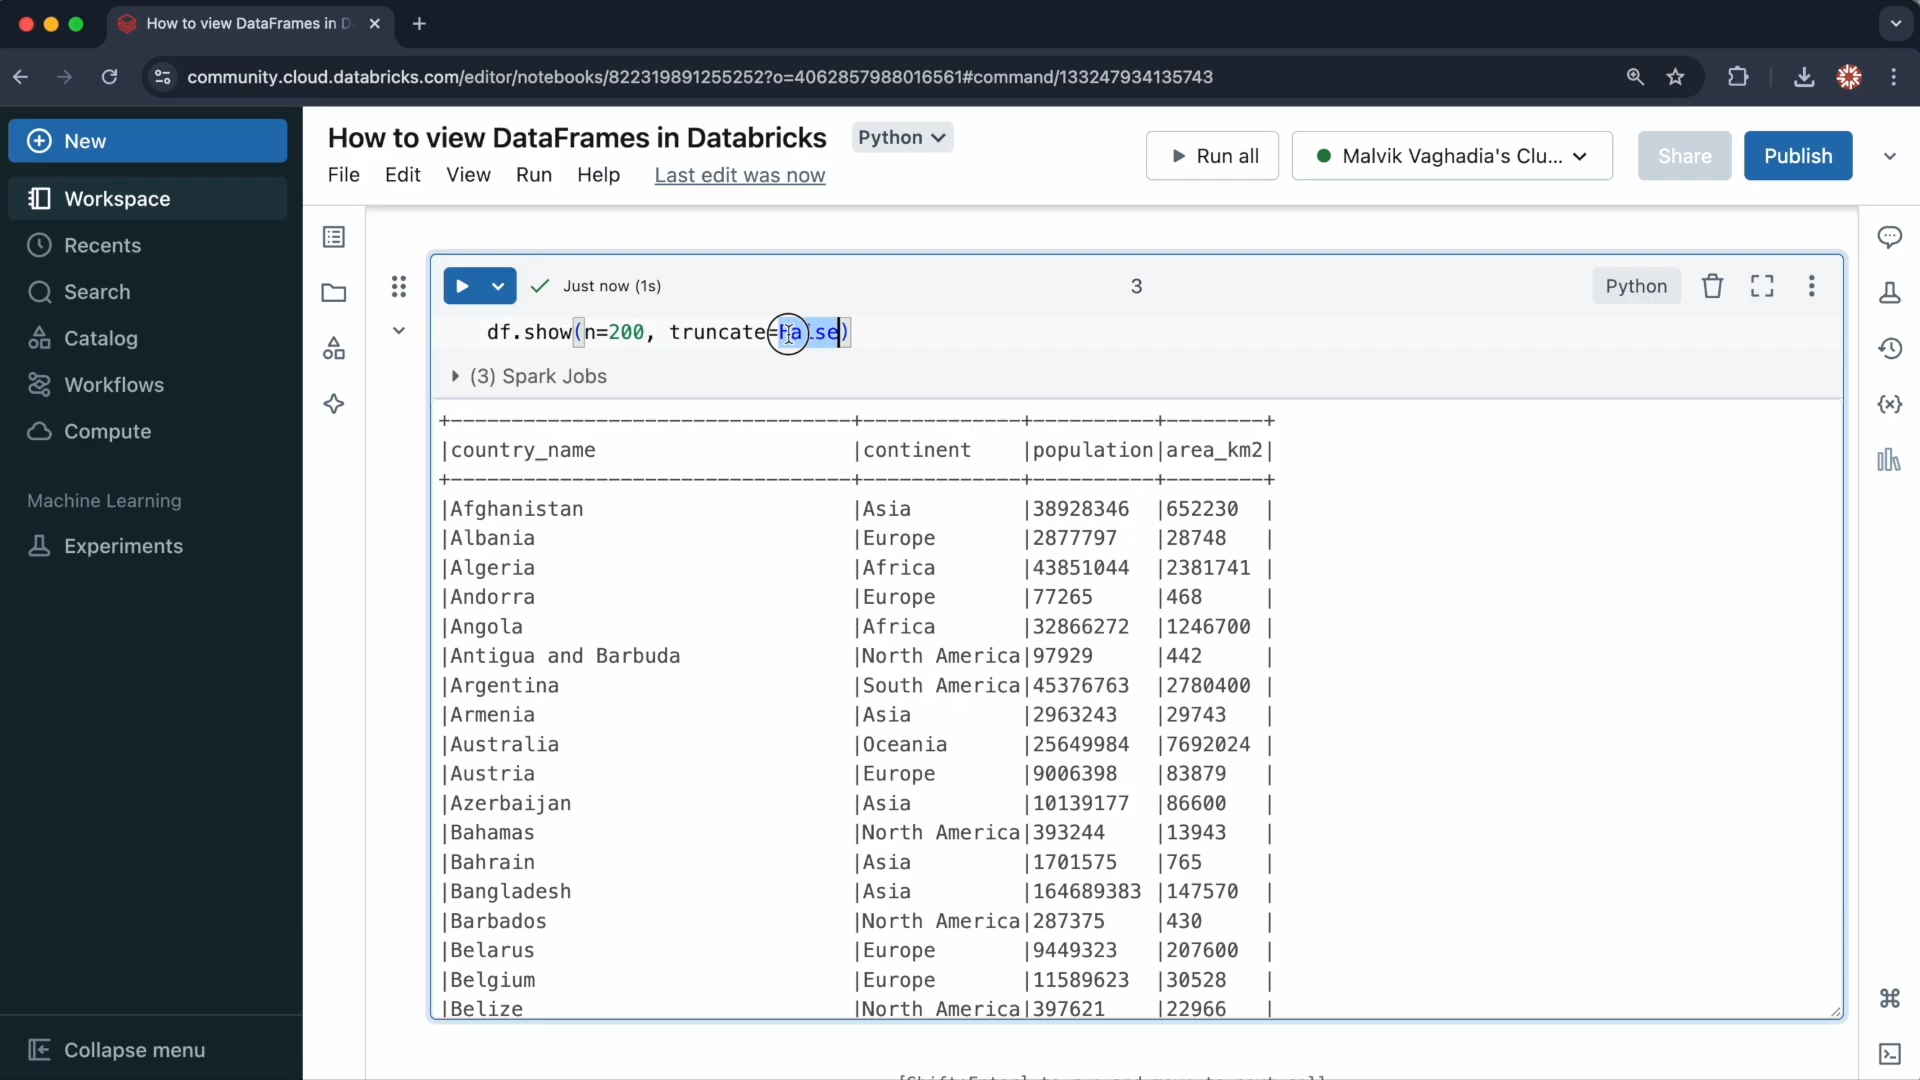 How to view DataFrames in D
community.cloud.databricks.com/editor/notebooks/822319891255252?o=4062857988016561#command/133247934135743
New
Workspace
Recents
Search
Catalog
Workflows
Compute
Machine Learning
Experiments
Collapse menu
How to view DataFrames in Databricks
Python
File Edit View Run Help Last edit was now
Run all
Malvik Vaghadia's Clu...
Share
Publish
Just now (1s)
3
Python
df.show(n=200, truncate=False)
(3) Spark Jobs
+--------------------------------+-------------+----------+--------+
|country_name |continent |population|area_km2|
+--------------------------------+-------------+----------+--------+
|Afghanistan |Asia |38928346 |652230 |
|Albania |Europe |2877797 |28748 |
|Algeria |Africa |43851044 |2381741 |
|Andorra |Europe |77265 |468 |
|Angola |Africa |32866272 |1246700 |
|Antigua and Barbuda |North America|97929 |442 |
|Argentina |South America|45376763 |2780400 |
|Armenia |Asia |2963243 |29743 |
|Australia |Oceania |25649984 |7692024 |
|Austria |Europe |9006398 |83879 |
|Azerbaijan |Asia |10139177 |86600 |
|Bahamas |North America|393244 |13943 |
|Bahrain |Asia |1701575 |765 |
|Bangladesh |Asia |164689383 |147570 |
|Barbados |North America|287375 |430 |
|Belarus |Europe |9449323 |207600 |
|Belgium |Europe |11589623 |30528 |
|Belize |North America|397621 |22966 |